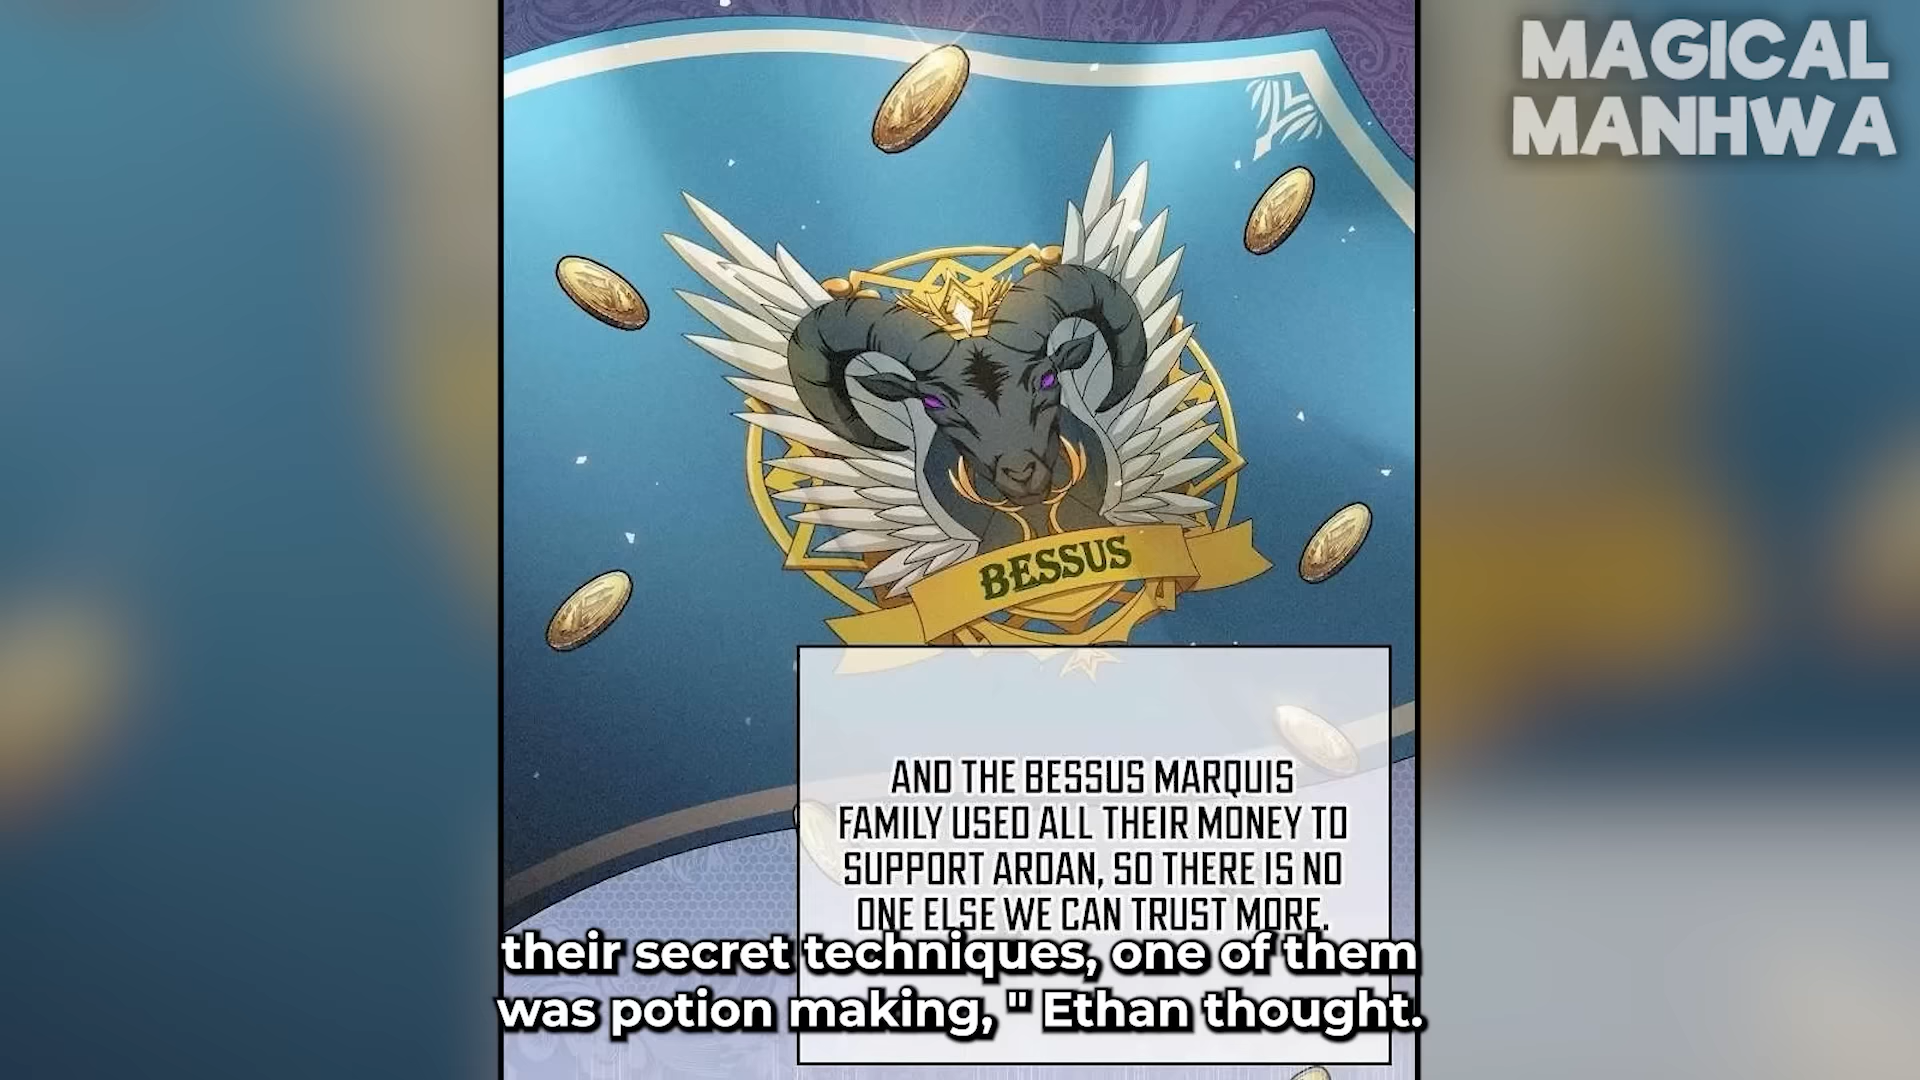 MAGICAL
MANHWA
BESSUS
AND THE BESSUS MARQUIS
FAMILY USED ALL THEIR MONEY TO
SUPPORT ARDAN, SO THERE IS NO
ONE ELSE WE CAN TRUST MORE.
their secret techniques, one of them
was potion making, " Ethan thought.